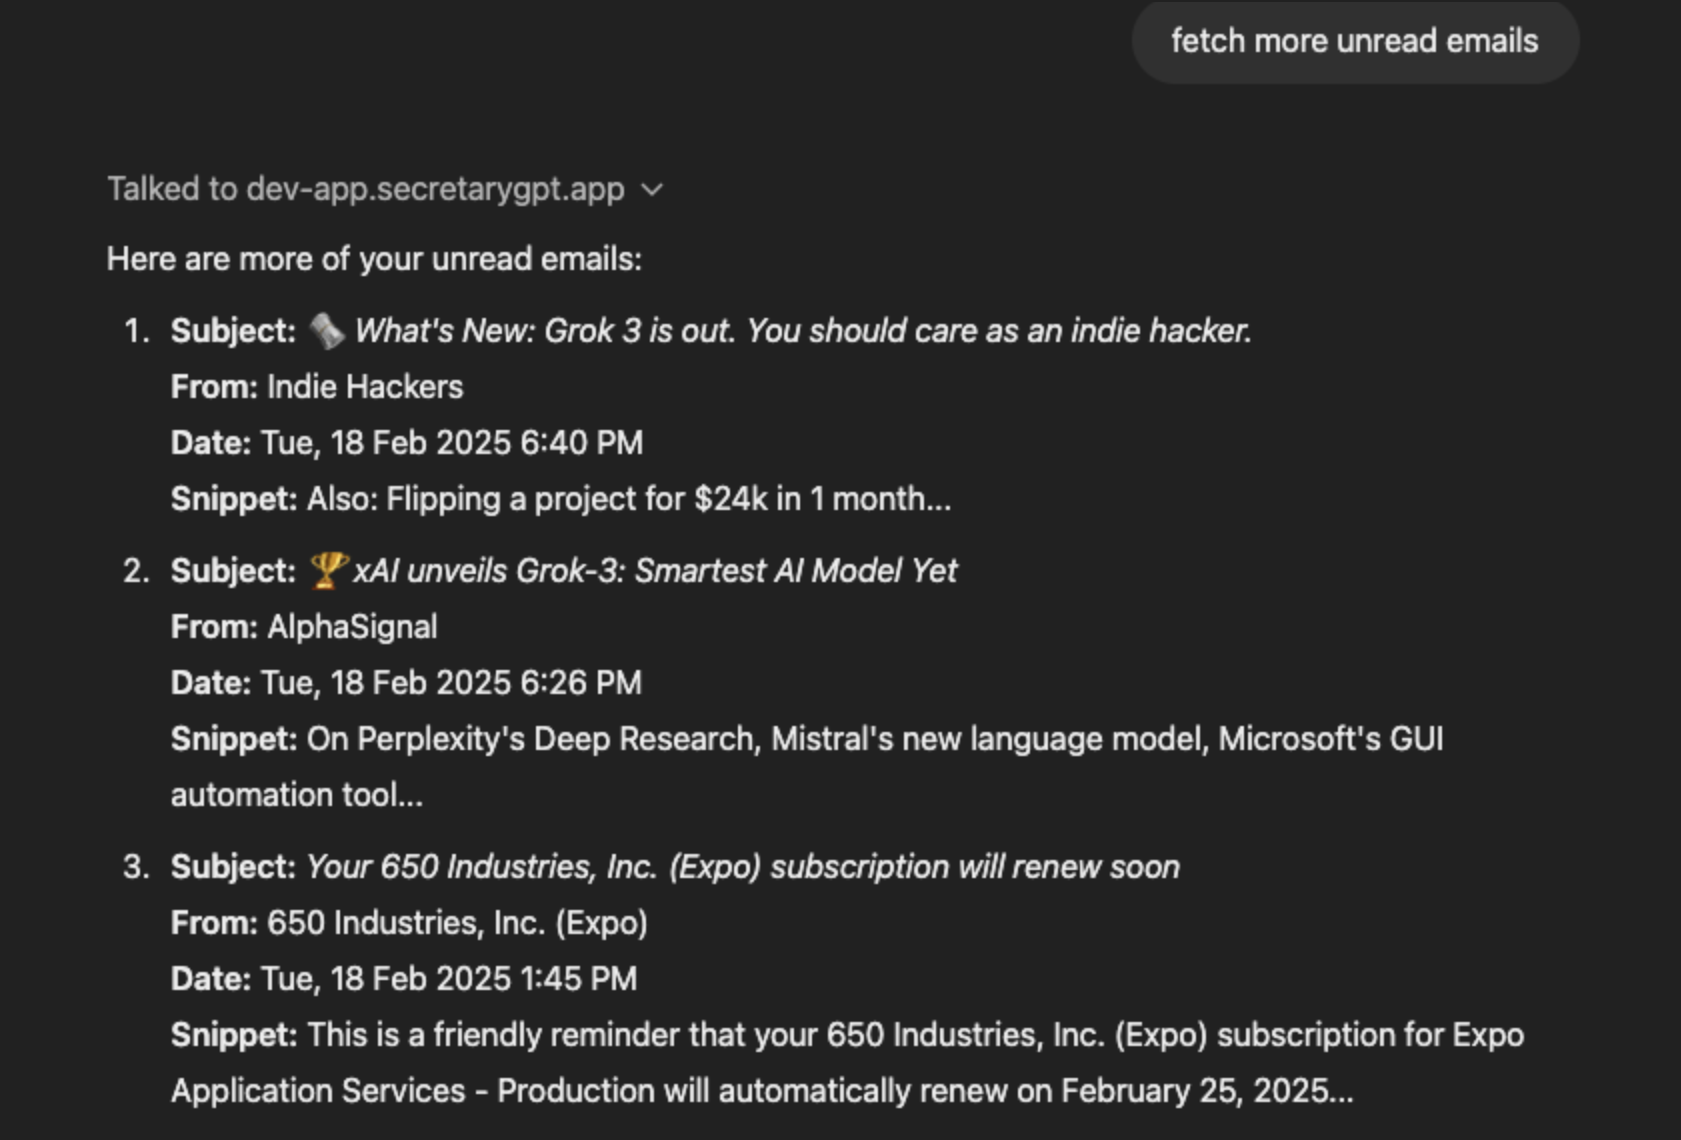 fetch more unread emails
Talked to dev-app.secretarygpt.app
Here are more of your unread emails:
1. Subject: 🗞️ What's New: Grok 3 is out. You should care as an indie hacker.
From: Indie Hackers
Date: Tue, 18 Feb 2025 6:40 PM
Snippet: Also: Flipping a project for $24k in 1 month...
2. Subject: 🏆 xAI unveils Grok-3: Smartest AI Model Yet
From: AlphaSignal
Date: Tue, 18 Feb 2025 6:26 PM
Snippet: On Perplexity's Deep Research, Mistral's new language model, Microsoft's GUI
automation tool...
3. Subject: Your 650 Industries, Inc. (Expo) subscription will renew soon
From: 650 Industries, Inc. (Expo)
Date: Tue, 18 Feb 2025 1:45 PM
Snippet: This is a friendly reminder that your 650 Industries, Inc. (Expo) subscription for Expo
Application Services - Production will automatically renew on February 25, 2025...